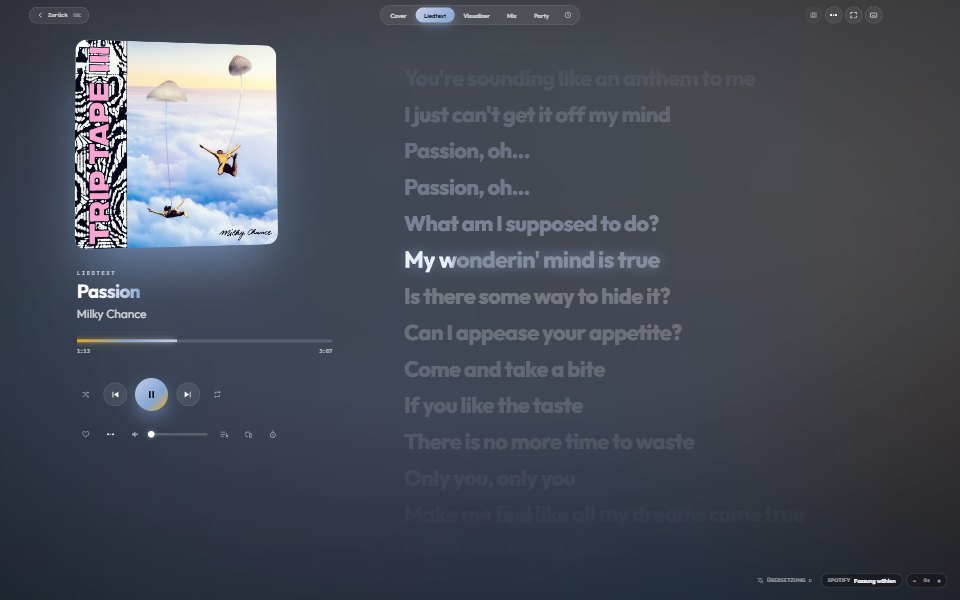 Zurück
Cover
Liedtext
Visualizer
Mix
Party
TRIP TAPE III
Milky Chance
LIEDTEXT
Passion
Milky Chance
1:13
3:07
You're sounding like an anthem to me
I just can't get it off my mind
Passion, oh...
Passion, oh...
What am I supposed to do?
My wonderin' mind is true
Is there some way to hide it?
Can I appease your appetite?
Come and take a bite
If you like the taste
There is no more time to waste
Only you, only you
Make me feel like all my dreams come true
ÜBERSETZUNG
SPOTIFY Fassung wählen
− 0s +